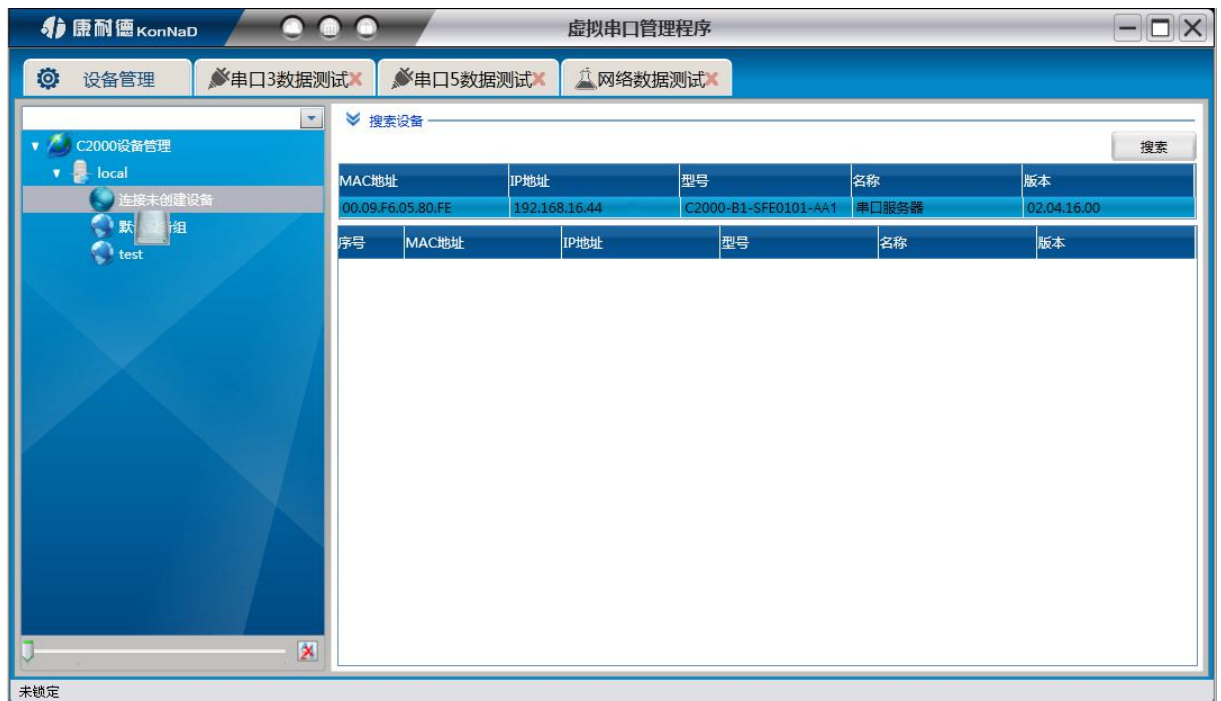 康耐德 KonNaD 虚拟串口管理程序
设备管理 串口3数据测试 串口5数据测试 网络数据测试
搜索设备
C2000设备管理 搜索
local MAC地址 IP地址 型号 名称 版本
连接未创建设备 00.09.F6.05.80.FE 192.168.16.44 C2000-B1-SFE0101-AA1 串口服务器 02.04.16.00
默 组 序号 MAC地址 IP地址 型号 名称 版本
test
未锁定